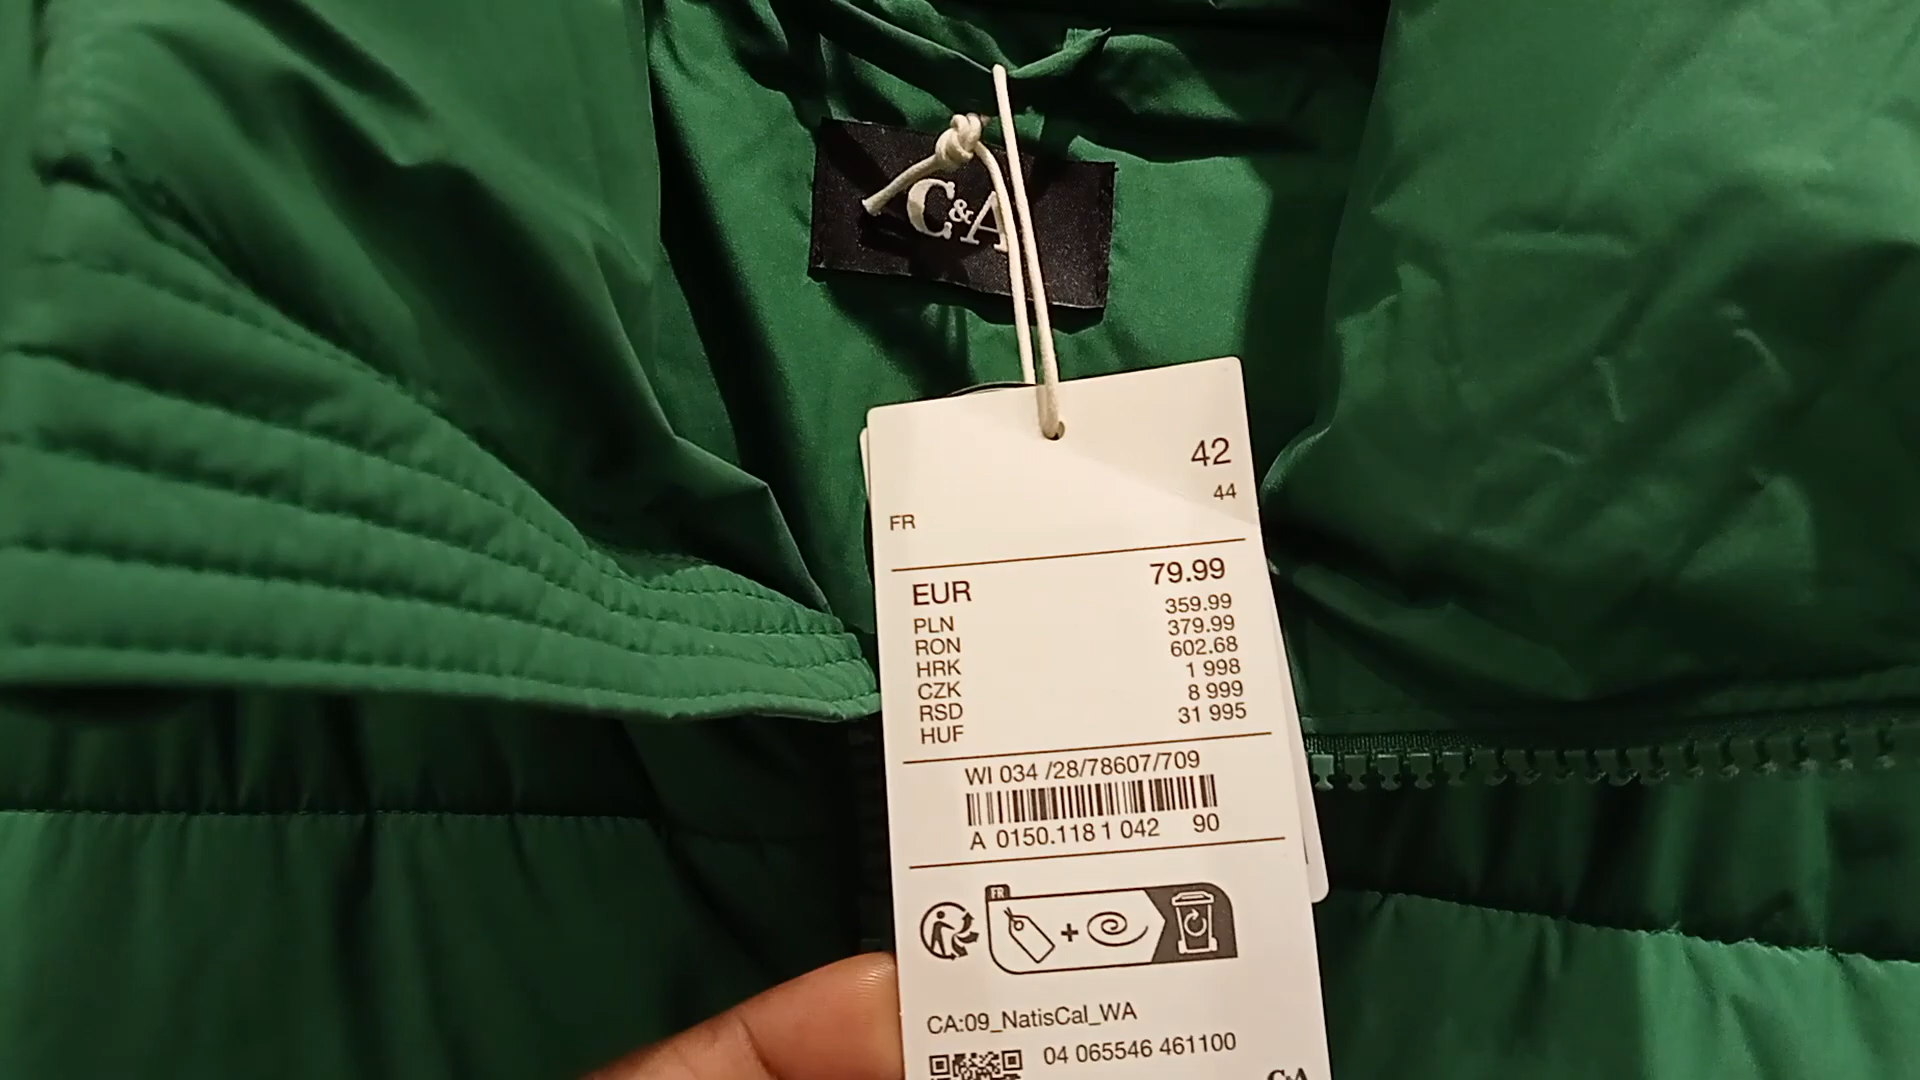 C&A
42
44
FR
EUR 79.99
PLN 359.99
RON 379.99
HRK 602.68
CZK 1 998
RSD 8 999
HUF 31 995
WI 034 /28/78607/709
A 0150.118 1 042 90
FR
+
CA:09_NatisCal_WA
04 065546 461100
C&A